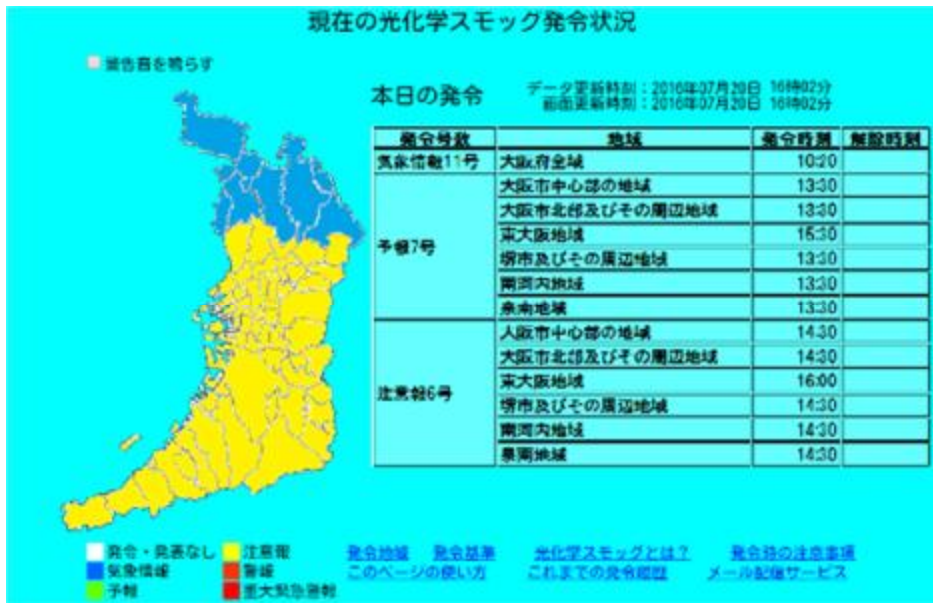 現在の光化学スモッグ発令状況
警告音を鳴らす
本日の発令
データ更新時刻：2016年07月20日 16時02分
画面更新時刻：2016年07月20日 16時02分
発令号数 地域 発令時刻 解除時刻
気象情報11号 大阪府全域 10:20
予報7号
大阪市中心部の地域 13:30
大阪市北部及びその周辺地域 13:30
東大阪地域 15:30
堺市及びその周辺地域 13:30
南河内地域 13:30
泉南地域 13:30
注意報6号
大阪市中心部の地域 14:30
大阪市北部及びその周辺地域 14:30
東大阪地域 16:00
堺市及びその周辺地域 14:30
南河内地域 14:30
泉南地域 14:30
発令・発表なし 注意報
気象情報 警報
予報 重大緊急警報
発令地域 発令基準 光化学スモッグとは？ 発令時の注意事項
このページの使い方 これまでの発令履歴 メール配信サービス